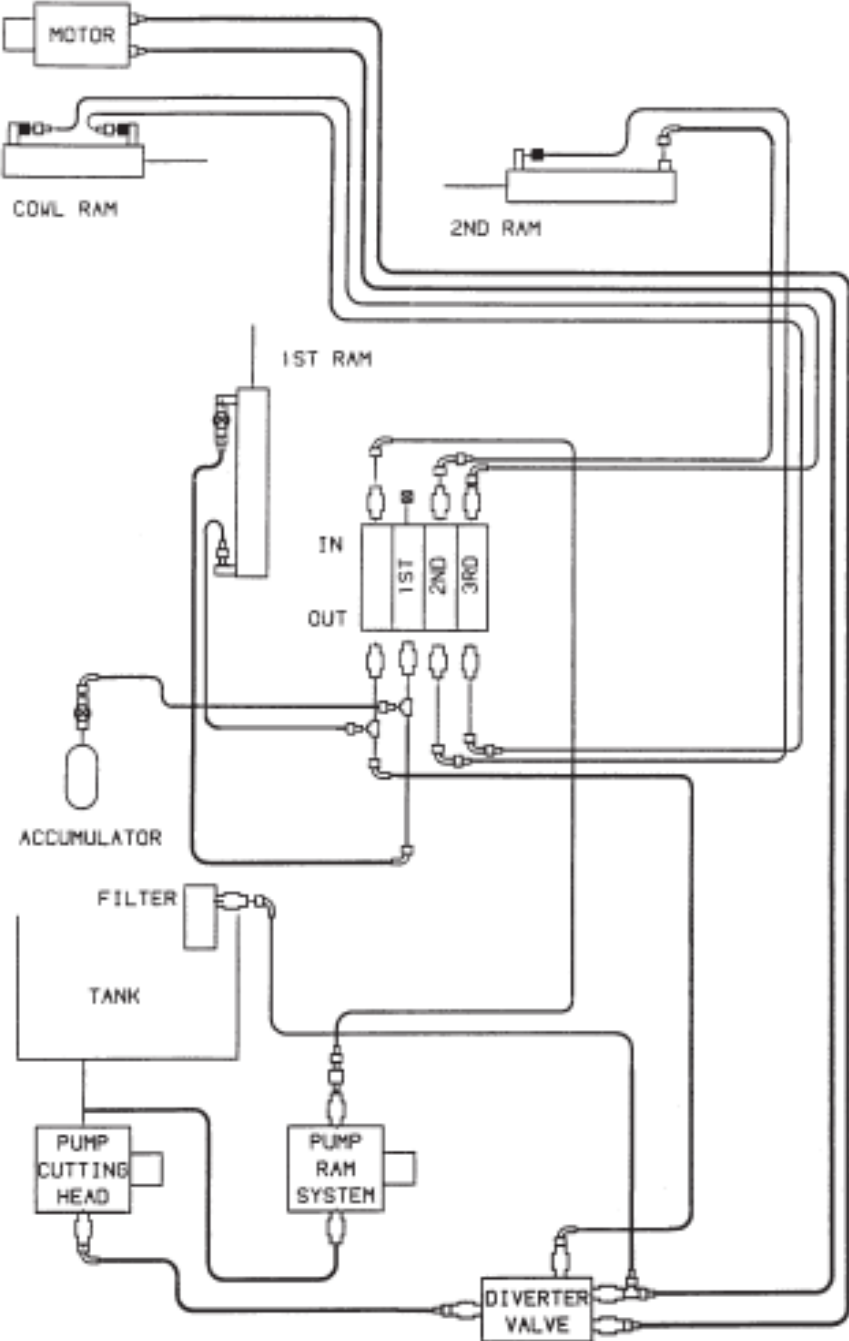 MOTOR
COWL RAM
2ND RAM
1ST RAM
IN
OUT
1ST
2ND
3RD
ACCUMULATOR
FILTER
TANK
PUMP
CUTTING
HEAD
PUMP
RAM
SYSTEM
DIVERTER
VALVE